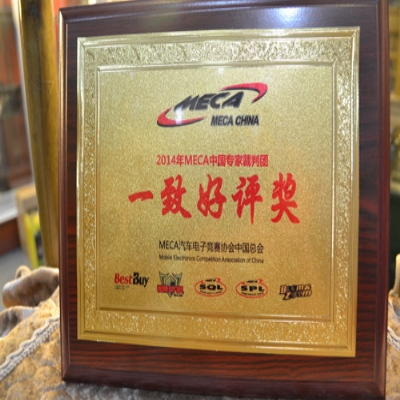 MECA
MECA CHINA
2014年MECA中国专家裁判团
一致好评奖
MECA汽车电子竞赛协会中国总会
Mobile Electronics Competition Association of China
Best Buy
SQL
SPL